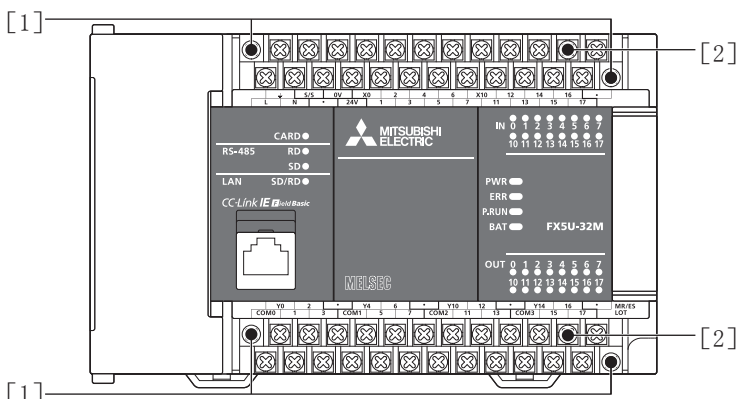 [1]
[2]
⏚ S/S 0V X0 2 4 6 X10 12 14 16 •
L N • 24V 1 3 5 7 11 13 15 17
CARD
RS-485 RD
SD
LAN SD/RD
CC-Link IE Field Basic
MITSUBISHI
ELECTRIC
MELSEC
IN 0 1 2 3 4 5 6 7
10 11 12 13 14 15 16 17
PWR
ERR
P.RUN
BAT
FX5U-32M
OUT 0 1 2 3 4 5 6 7
10 11 12 13 14 15 16 17
Y0 2 • Y4 6 • Y10 12 • Y14 16 • MR/ES
COM0 1 3 COM1 5 7 COM2 11 13 COM3 15 17 LOT
[2]
[1]